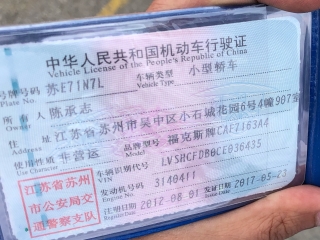 中华人民共和国机动车行驶证
Vehicle License of the People's Republic of China
号牌号码 苏E71N7L 车辆类型 小型轿车
Plate No. Vehicle Type
所有人 陈承志
Owner
住址 江苏省苏州市吴中区小石城花园6号4幢907室
Address
使用性质 非营运 品牌型号 福克斯牌CAF7163A4
Use Character Model
车辆识别代号 LVSHCFDB0CE036435
VIN
发动机号码 3140411
Engine No.
注册日期 2012-06-01 发证日期 2017-05-23
Register Date Issue Date
江苏省苏州
市公安局交
通警察支队